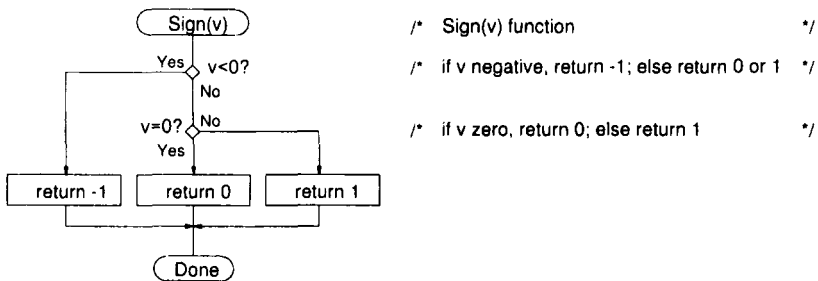 Sign(v) /* Sign(v) function */
Yes v<0? /* if v negative, return -1; else return 0 or 1 */
No
v=0? No /* if v zero, return 0; else return 1 */
Yes
return -1 return 0 return 1
Done